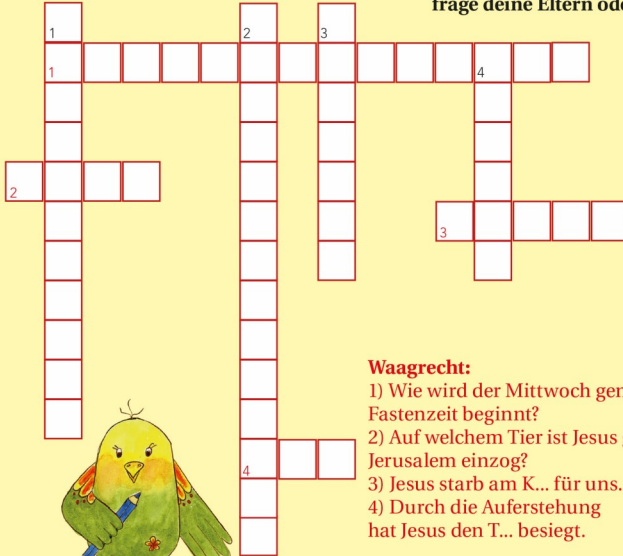 frage deine Eltern ode
1
2
3
1
4
2
3
4
Waagrecht:
1) Wie wird der Mittwoch gen
Fastenzeit beginnt?
2) Auf welchem Tier ist Jesus g
Jerusalem einzog?
3) Jesus starb am K... für uns.
4) Durch die Auferstehung
hat Jesus den T... besiegt.